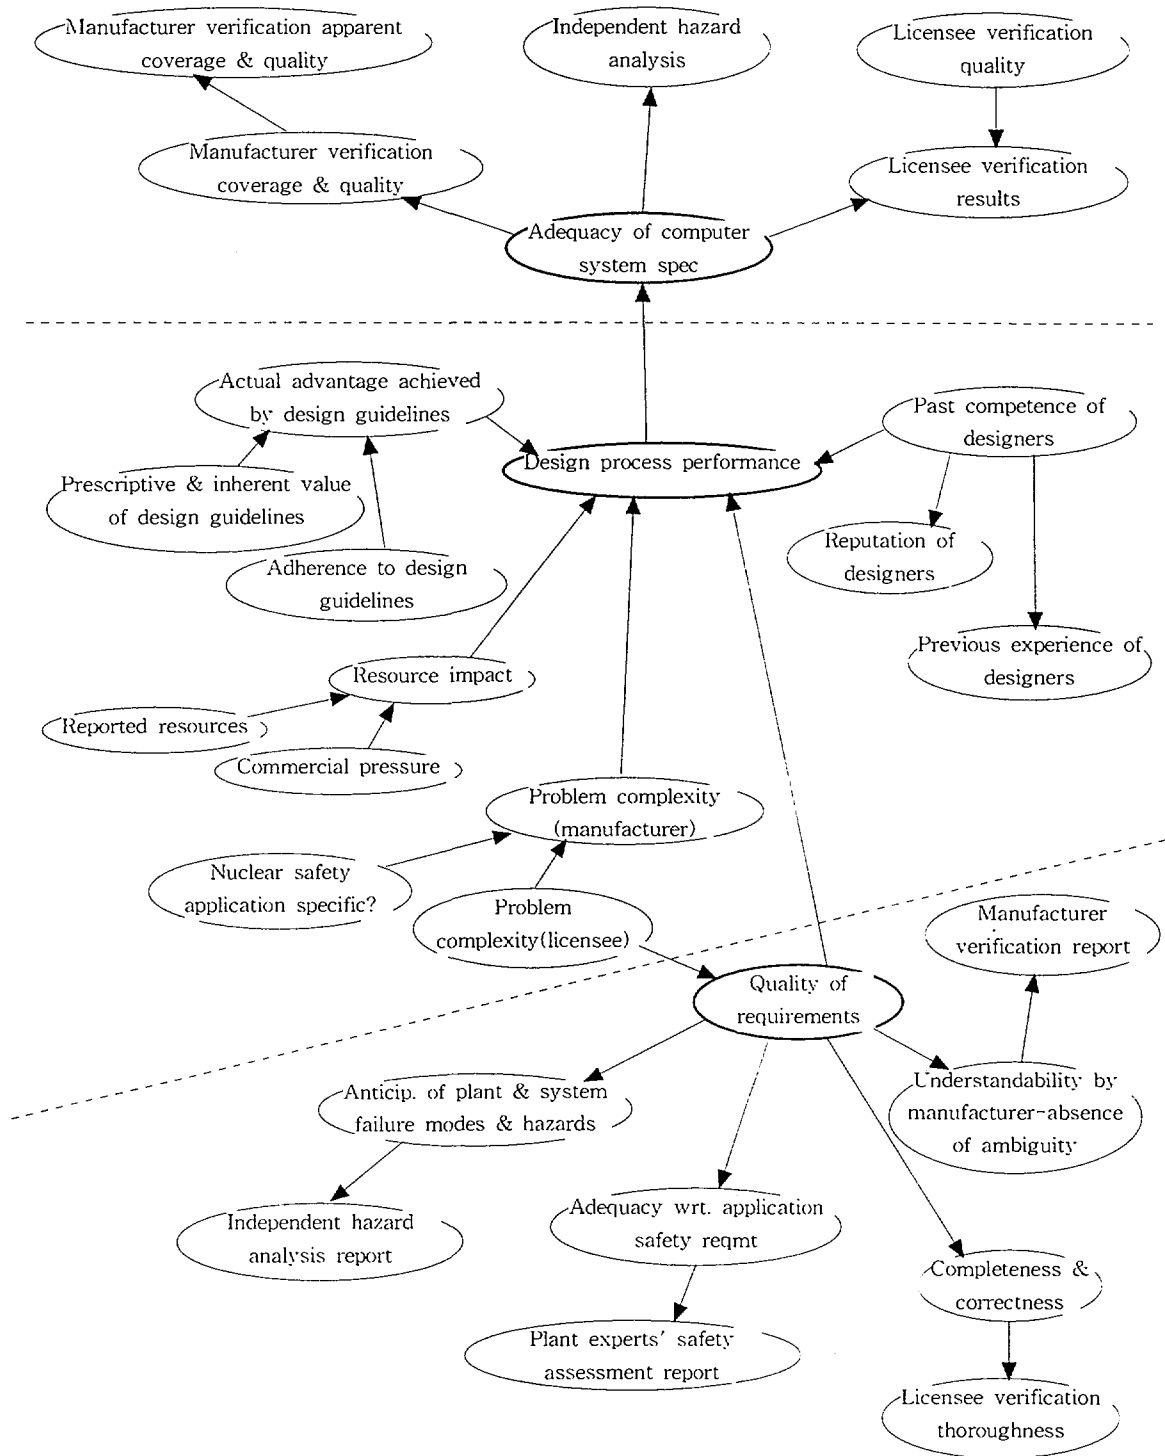 Manufacturer verification apparent
coverage & quality
Independent hazard
analysis
Licensee verification
quality
Manufacturer verification
coverage & quality
Licensee verification
results
Adequacy of computer
system spec
Actual advantage achieved
by design guidelines
Past competence of
designers
Design process performance
Prescriptive & inherent value
of design guidelines
Reputation of
designers
Adherence to design
guidelines
Previous experience of
designers
Resource impact
Reported resources
Commercial pressure
Problem complexity
(manufacturer)
Nuclear safety
application specific?
Problem
complexity(licensee)
Manufacturer
verification report
Quality of
requirements
Anticip. of plant & system
failure modes & hazards
Understandability by
manufacturer-absence
of ambiguity
Independent hazard
analysis report
Adequacy wrt. application
safety reqmt
Completeness &
correctness
Plant experts' safety
assessment report
Licensee verification
thoroughness